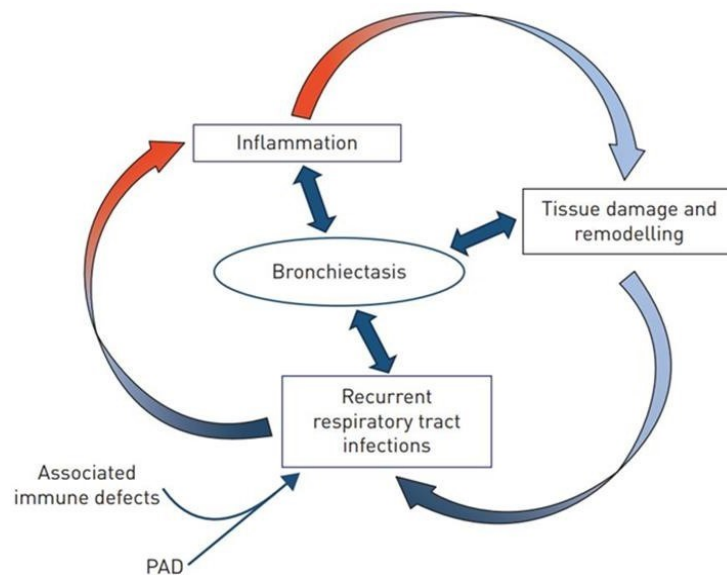 Inflammation
Tissue damage and
remodelling
Bronchiectasis
Recurrent
respiratory tract
infections
Associated
immune defects
PAD